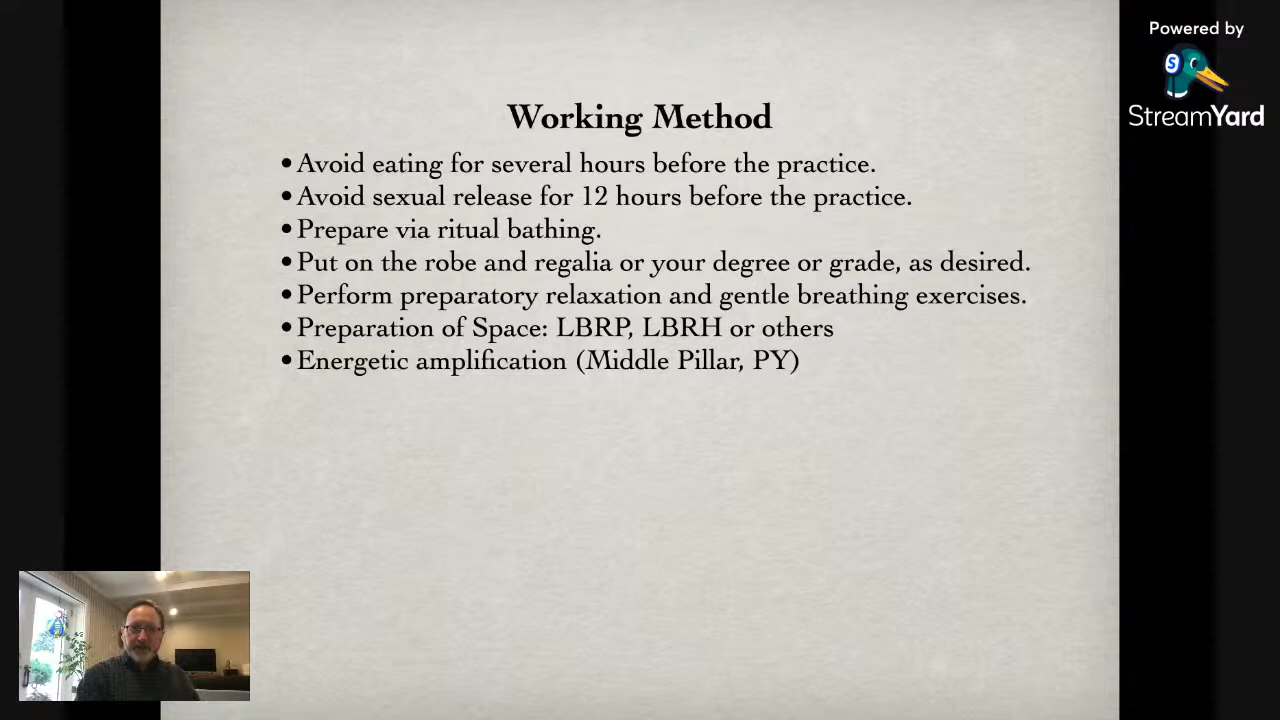 Powered by
StreamYard
Working Method
•Avoid eating for several hours before the practice.
•Avoid sexual release for 12 hours before the practice.
•Prepare via ritual bathing.
•Put on the robe and regalia or your degree or grade, as desired.
•Perform preparatory relaxation and gentle breathing exercises.
•Preparation of Space: LBRP, LBRH or others
•Energetic amplification (Middle Pillar, PY)